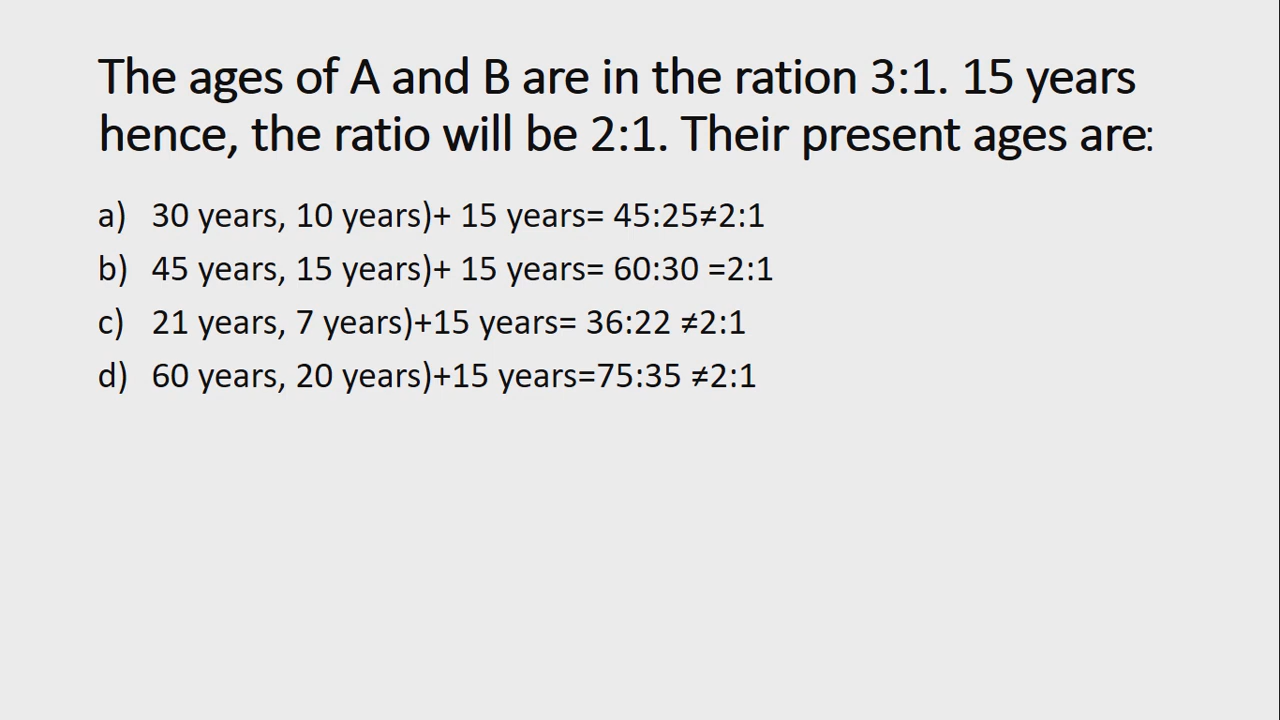 The ages of A and B are in the ration 3:1. 15 years
hence, the ratio will be 2:1. Their present ages are:
a) 30 years, 10 years)+ 15 years= 45:25≠2:1
b) 45 years, 15 years)+ 15 years= 60:30 =2:1
c) 21 years, 7 years)+15 years= 36:22 ≠2:1
d) 60 years, 20 years)+15 years=75:35 ≠2:1